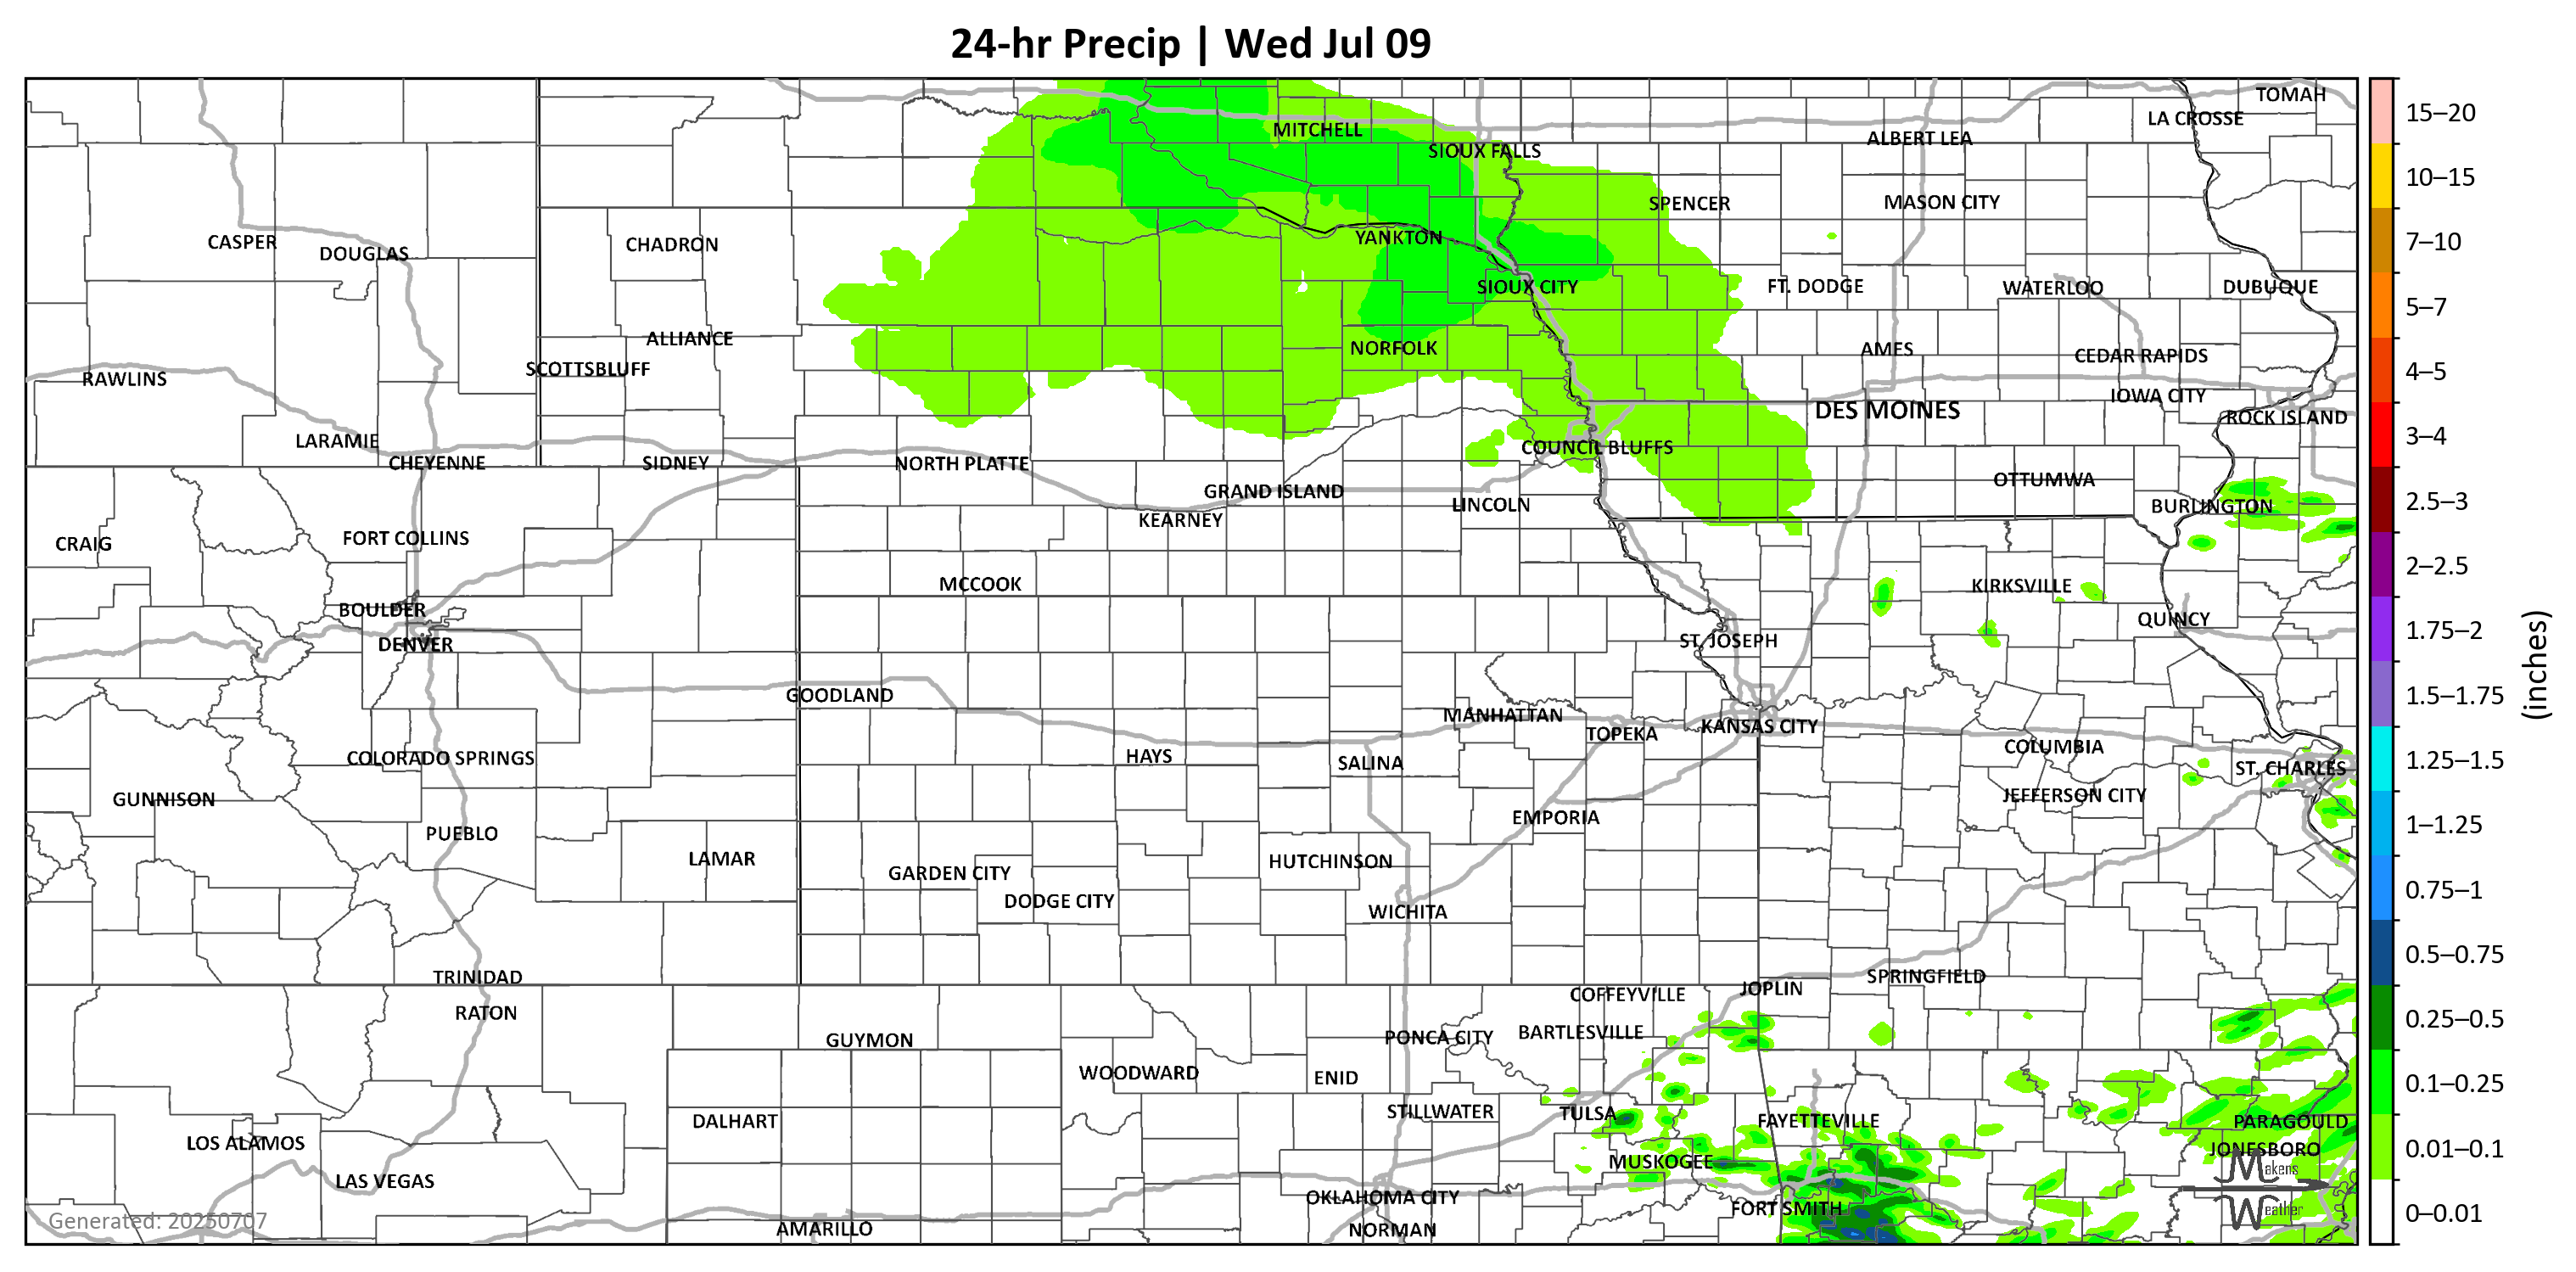 24-hr Precip | Wed Jul 09
TOMAH
LA CROSSE
MITCHELL
ALBERT LEA
SIOUX FALLS
SPENCER
MASON CITY
CASPER
DOUGLAS
CHADRON
YANKTON
SIOUX CITY
FT. DODGE
WATERLOO
DUBUQUE
ALLIANCE
NORFOLK
AMES
CEDAR RAPIDS
SCOTTSBLUFF
RAWLINS
IOWA CITY
DES MOINES
ROCK ISLAND
LARAMIE
COUNCIL BLUFFS
CHEYENNE
SIDNEY
NORTH PLATTE
OTTUMWA
GRAND ISLAND
LINCOLN
BURLINGTON
KEARNEY
CRAIG
FORT COLLINS
MCCOOK
KIRKSVILLE
BOULDER
QUINCY
DENVER
ST. JOSEPH
GOODLAND
MANHATTAN
KANSAS CITY
TOPEKA
COLUMBIA
COLORADO SPRINGS
HAYS
SALINA
ST. CHARLES
GUNNISON
JEFFERSON CITY
EMPORIA
PUEBLO
LAMAR
HUTCHINSON
GARDEN CITY
DODGE CITY
WICHITA
TRINIDAD
SPRINGFIELD
JOPLIN
COFFEYVILLE
RATON
GUYMON
PONCA CITY
BARTLESVILLE
WOODWARD
ENID
STILLWATER
TULSA
DALHART
FAYETTEVILLE
PARAGOULD
LOS ALAMOS
JONESBORO
MUSKOGEE
LAS VEGAS
OKLAHOMA CITY
FORT SMITH
AMARILLO
NORMAN
Generated: 20250707
Makens
Weather
15–20
10–15
7–10
5–7
4–5
3–4
2.5–3
2–2.5
1.75–2
1.5–1.75
1.25–1.5
1–1.25
0.75–1
0.5–0.75
0.25–0.5
0.1–0.25
0.01–0.1
0–0.01
(inches)